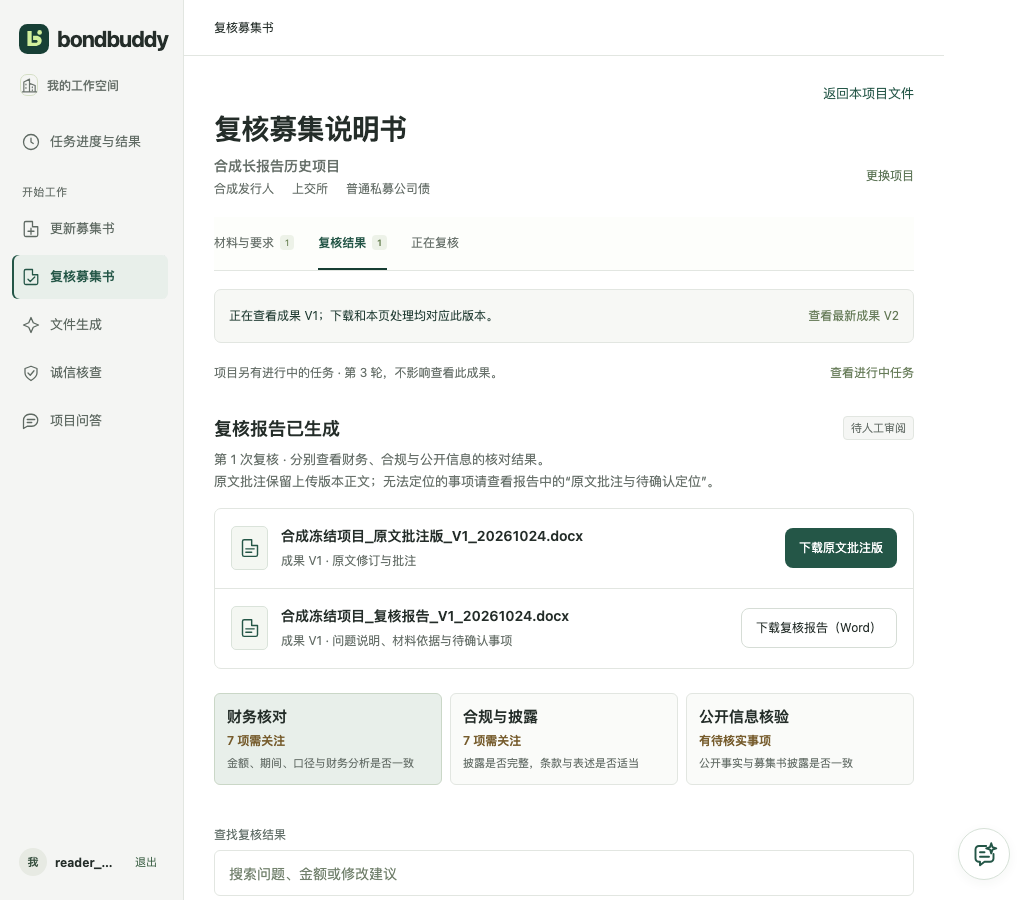 bondbuddy
我的工作空间
任务进度与结果
开始工作
更新募集书
复核募集书
文件生成
诚信核查
项目问答
我 reader_... 退出
复核募集书
返回本项目文件
复核募集说明书
合成长报告历史项目
合成发行人 上交所 普通私募公司债
更换项目
材料与要求 1 复核结果 1 正在复核
正在查看成果 V1；下载和本页处理均对应此版本。 查看最新成果 V2
项目另有进行中的任务 · 第 3 轮，不影响查看此成果。 查看进行中任务
复核报告已生成 待人工审阅
第 1 次复核 · 分别查看财务、合规与公开信息的核对结果。
原文批注保留上传版本正文；无法定位的事项请查看报告中的“原文批注与待确认定位”。
合成冻结项目_原文批注版_V1_20261024.docx
成果 V1 · 原文修订与批注
下载原文批注版
合成冻结项目_复核报告_V1_20261024.docx
成果 V1 · 问题说明、材料依据与待确认事项
下载复核报告（Word）
财务核对
7 项需关注
金额、期间、口径与财务分析是否一致
合规与披露
7 项需关注
披露是否完整，条款与表述是否适当
公开信息核验
有待核实事项
公开事实与募集书披露是否一致
查找复核结果
搜索问题、金额或修改建议